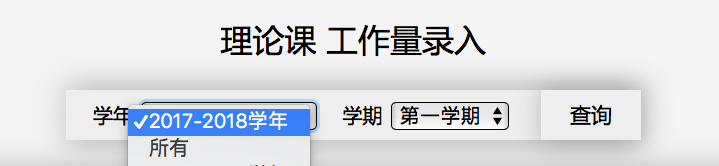 理论课 工作量录入
学年 ✓2017-2018学年 学期 第一学期 查询
所有